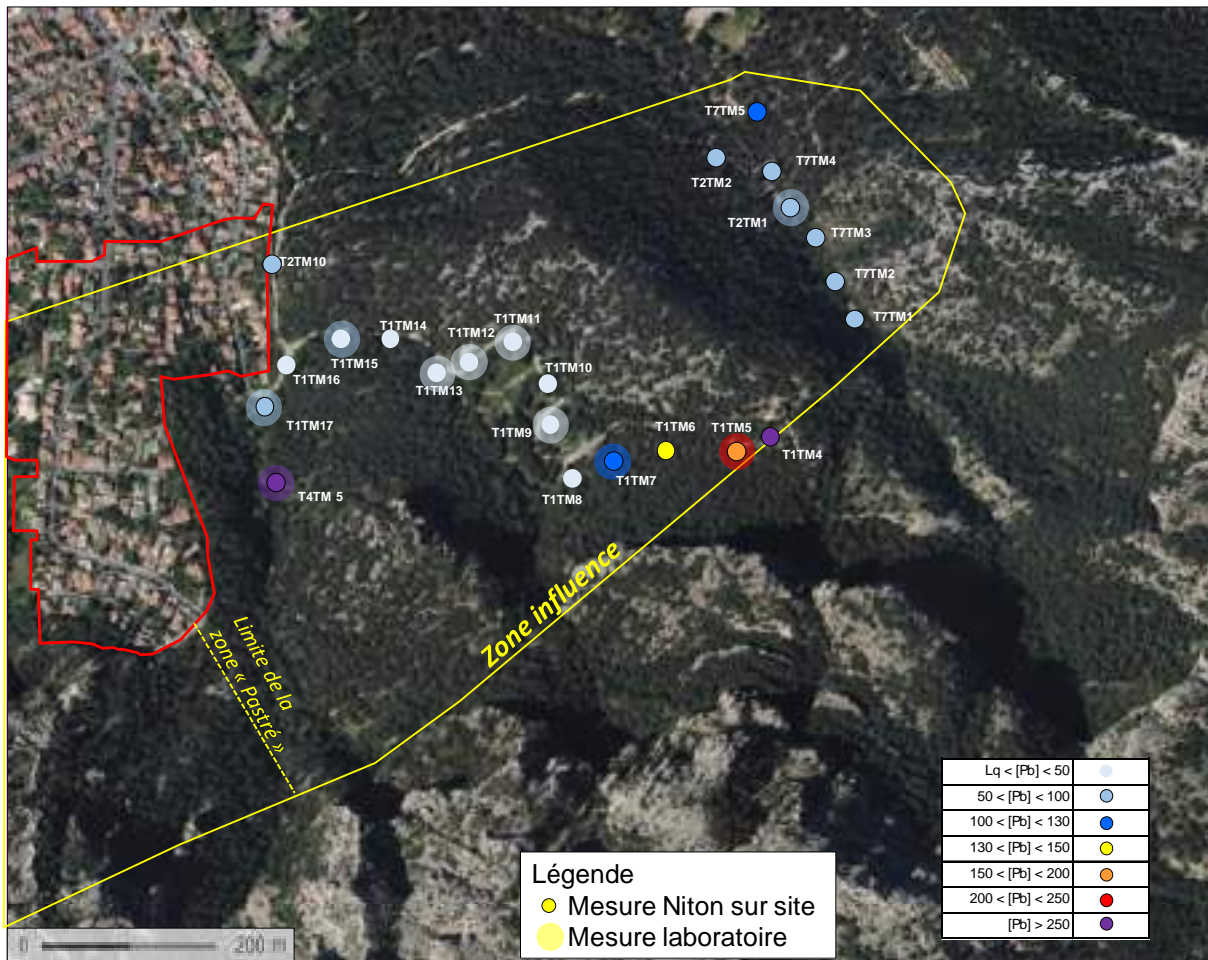 T7TM5
T7TM4
T2TM2
T2TM1
T7TM3
T2TM10
T7TM2
T7TM1
T1TM11
T1TM14
T1TM12
T1TM15
T1TM10
T1TM16
T1TM13
T1TM17
T1TM9
T1TM6
T1TM5
T1TM4
T1TM7
T1TM8
T4TM 5
Zone influence
Limite de la
zone « Pastré »
Lq < [Pb] < 50
50 < [Pb] < 100
100 < [Pb] < 130
130 < [Pb] < 150
150 < [Pb] < 200
200 < [Pb] < 250
[Pb] > 250
Légende
Mesure Niton sur site
Mesure laboratoire
0 200 m